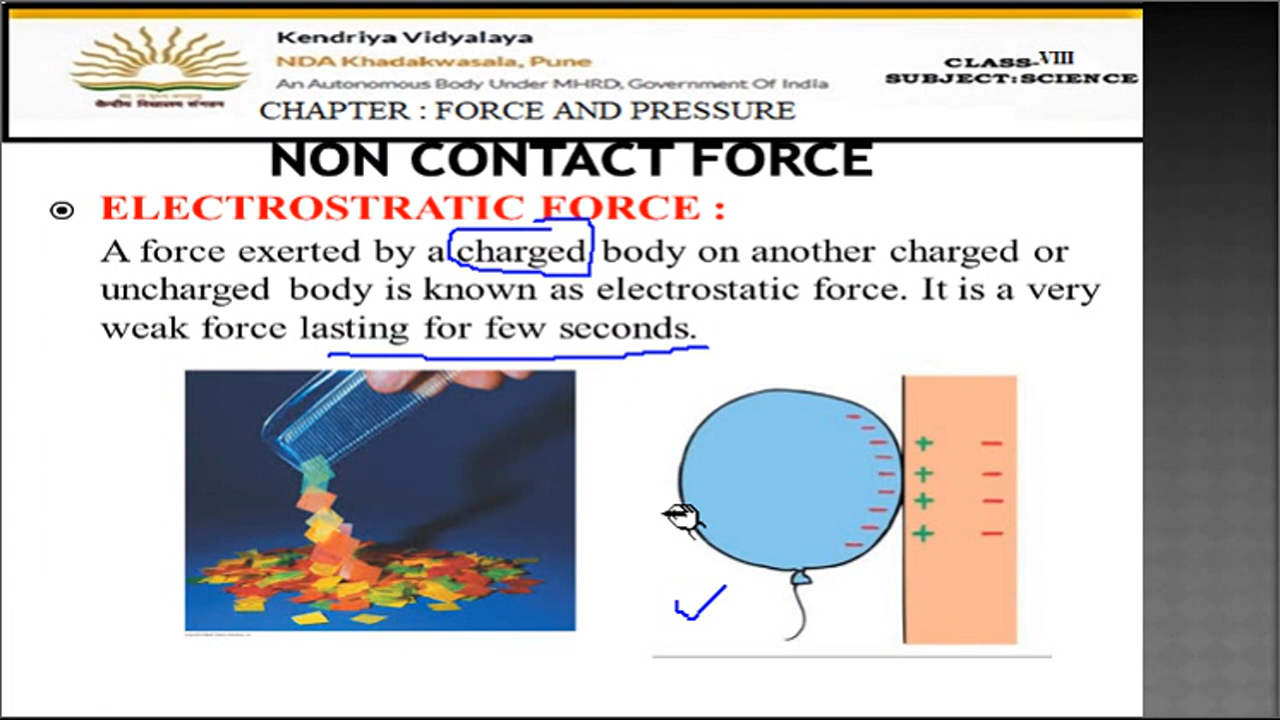 Kendriya Vidyalaya
NDA Khadakwasala, Pune
An Autonomous Body Under MHRD, Government Of India
CHAPTER : FORCE AND PRESSURE
केन्द्रीय विद्यालय संगठन
CLASS-VIII
SUBJECT:SCIENCE
NON CONTACT FORCE
ELECTROSTRATIC FORCE :
A force exerted by a charged body on another charged or
uncharged body is known as electrostatic force. It is a very
weak force lasting for few seconds.